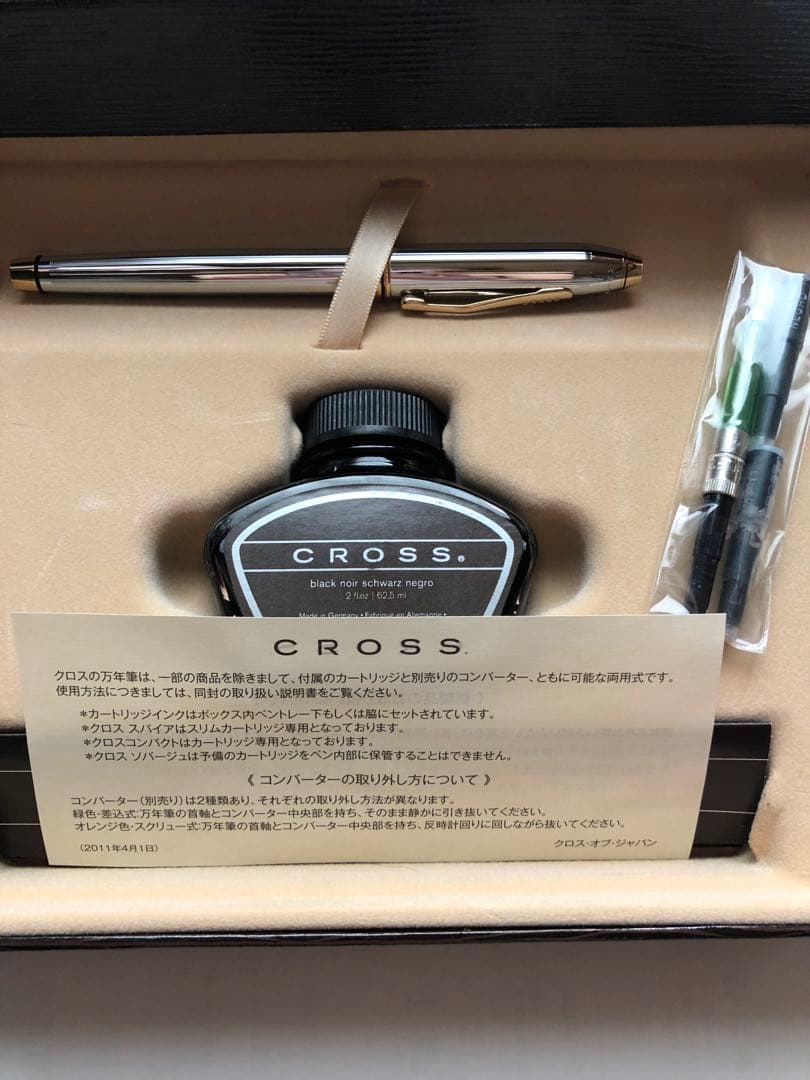 CROSS®
black noir schwarz negro
2 fl.oz | 62.5 ml
Made in Germany • Fabriqué en Allemagne •
CROSS.
クロスの万年筆は、一部の商品を除きまして、付属のカートリッジと別売りのコンバーター、ともに可能な両用式です。
使用方法につきましては、同封の取り扱い説明書をご覧ください。
*カートリッジインクはボックス内ペントレー下もしくは脇にセットされています。
*クロス スパイアはスリムカートリッジ専用となっております。
*クロスコンパクトはカートリッジ専用となっております。
*クロス ソバージュは予備のカートリッジをペン内部に保管することはできません。
《 コンバーターの取り外し方について 》
コンバーター(別売り)は2種類あり、それぞれの取り外し方法が異なります。
緑色・差込式:万年筆の首軸とコンバーター中央部を持ち、そのまま静かに引き抜いてください。
オレンジ色・スクリュー式:万年筆の首軸とコンバーター中央部を持ち、反時計回りに回しながら抜いてください。
(2011年4月1日)
クロス・オブ・ジャパン